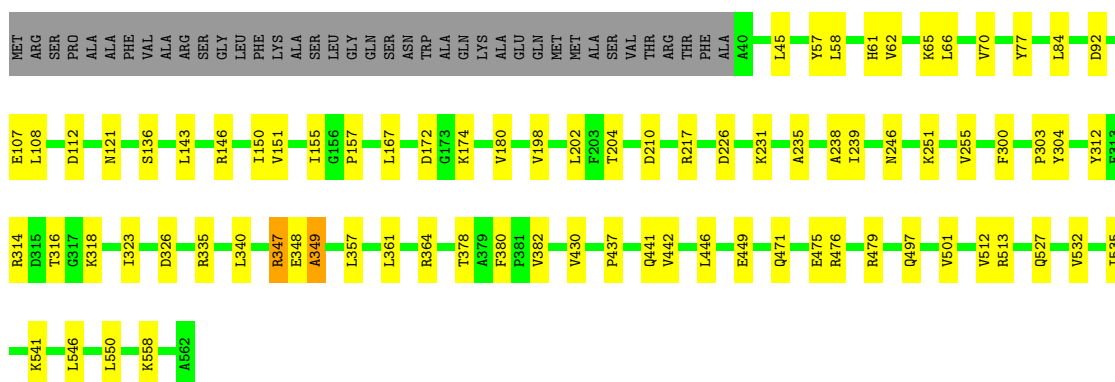 MET ARG SER PRO ALA ALA PHE VAL ALA ARG SER GLY LEU PHE LYS ALA SER LEU GLY GLN SER ASN TRP ALA GLN LYS ALA GLU GLN MET MET ALA SER VAL THR ARG THR PHE ALA A40 L45 Y57 L58 H61 V62 K65 L66 V70 Y77 L84 D92
E107 L108 D112 N121 S136 L143 R146 I150 V151 I155 G156 P157 L167 D172 G173 K174 V180 V198 L202 F203 T204 D210 R217 D226 K231 A235 A238 I239 N246 K251 V255 F300 P303 Y304 Y312 E313
R314 D315 T316 G317 K318 I323 D326 R335 L340 R347 E348 A349 L357 L361 R364 T378 A379 F380 P381 V382 V430 P437 Q441 V442 L446 E449 Q471 E475 R476 R479 Q497 V501 V512 R513 Q527 V532 I535
K541 L546 L550 K558 A562